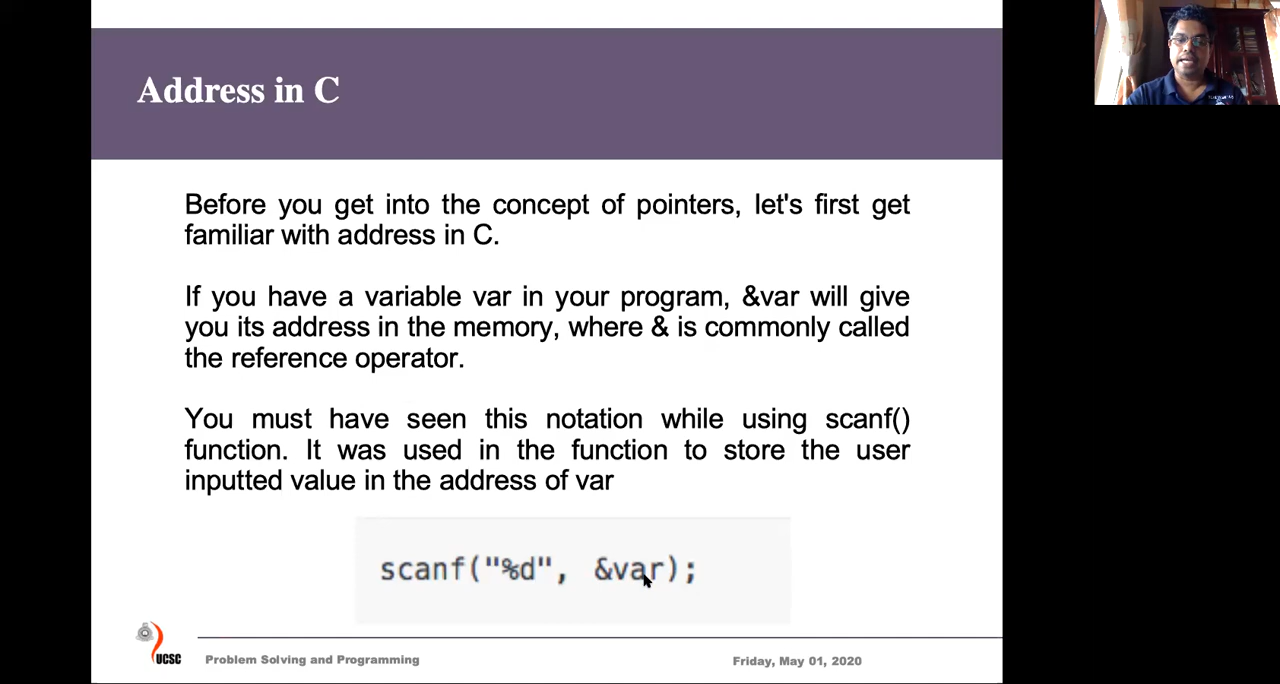 Address in C
Before you get into the concept of pointers, let's first get
familiar with address in C.
If you have a variable var in your program, &var will give
you its address in the memory, where & is commonly called
the reference operator.
You must have seen this notation while using scanf()
function. It was used in the function to store the user
inputted value in the address of var
scanf("%d", &var);
UCSC
Problem Solving and Programming
Friday, May 01, 2020